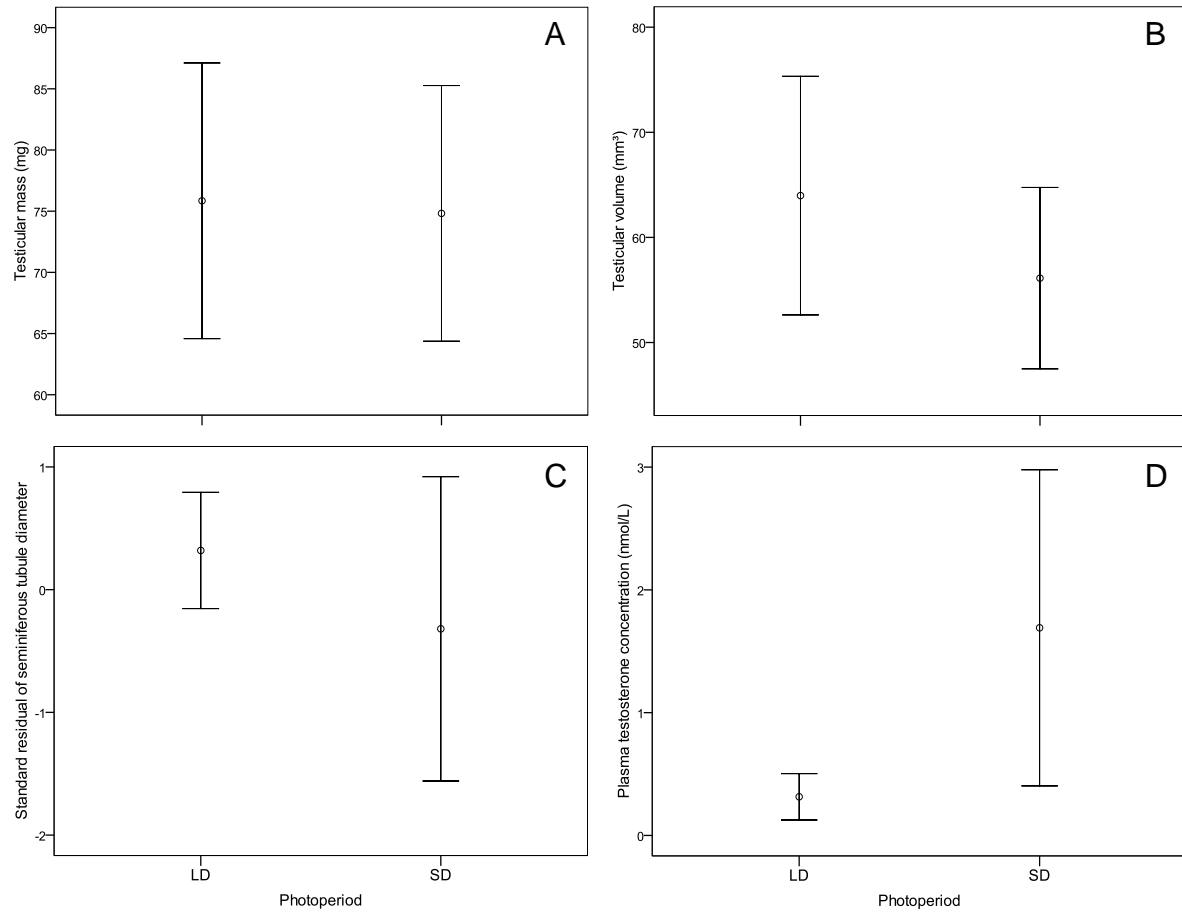 A
Testicular mass (mg)
90
85
80
75
70
65
60
B
Testicular volume (mm³)
80
70
60
50
C
Standard residual of seminiferous tubule diameter
1
0
-1
-2
LD
SD
Photoperiod
D
Plasma testosterone concentration (nmol/L)
3
2
1
0
LD
SD
Photoperiod